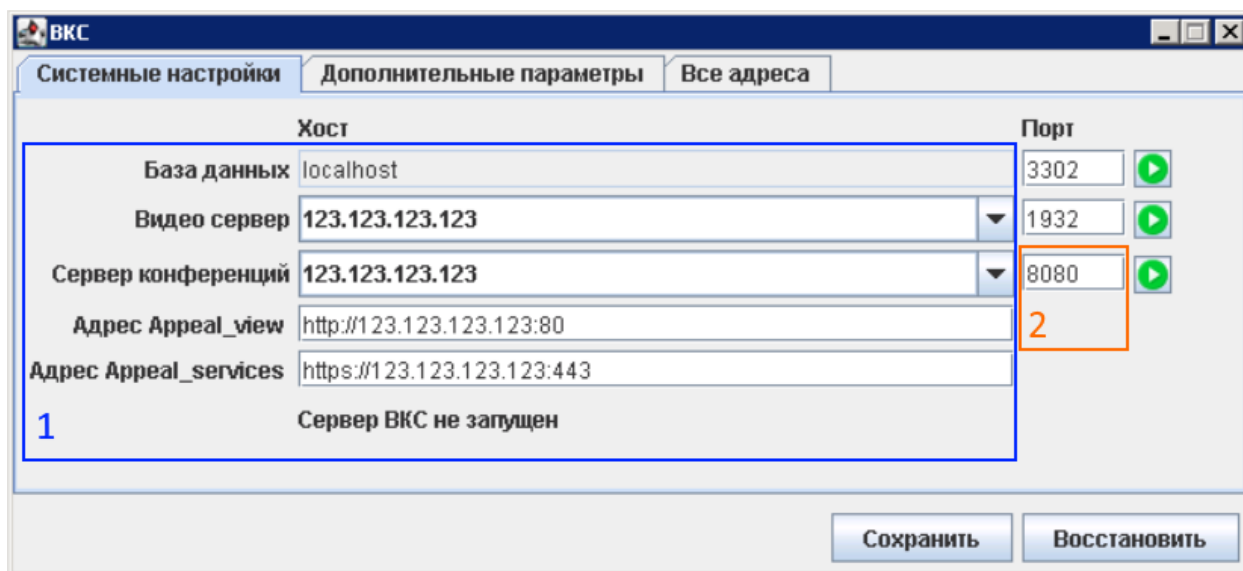 ВКС
Системные настройки Дополнительные параметры Все адреса
Хост Порт
База данных localhost 3302
Видео сервер 123.123.123.123 1932
Сервер конференций 123.123.123.123 8080
Адрес Appeal_view http://123.123.123.123:80 2
Адрес Appeal_services https://123.123.123.123:443
1 Сервер ВКС не запущен
Сохранить Восстановить